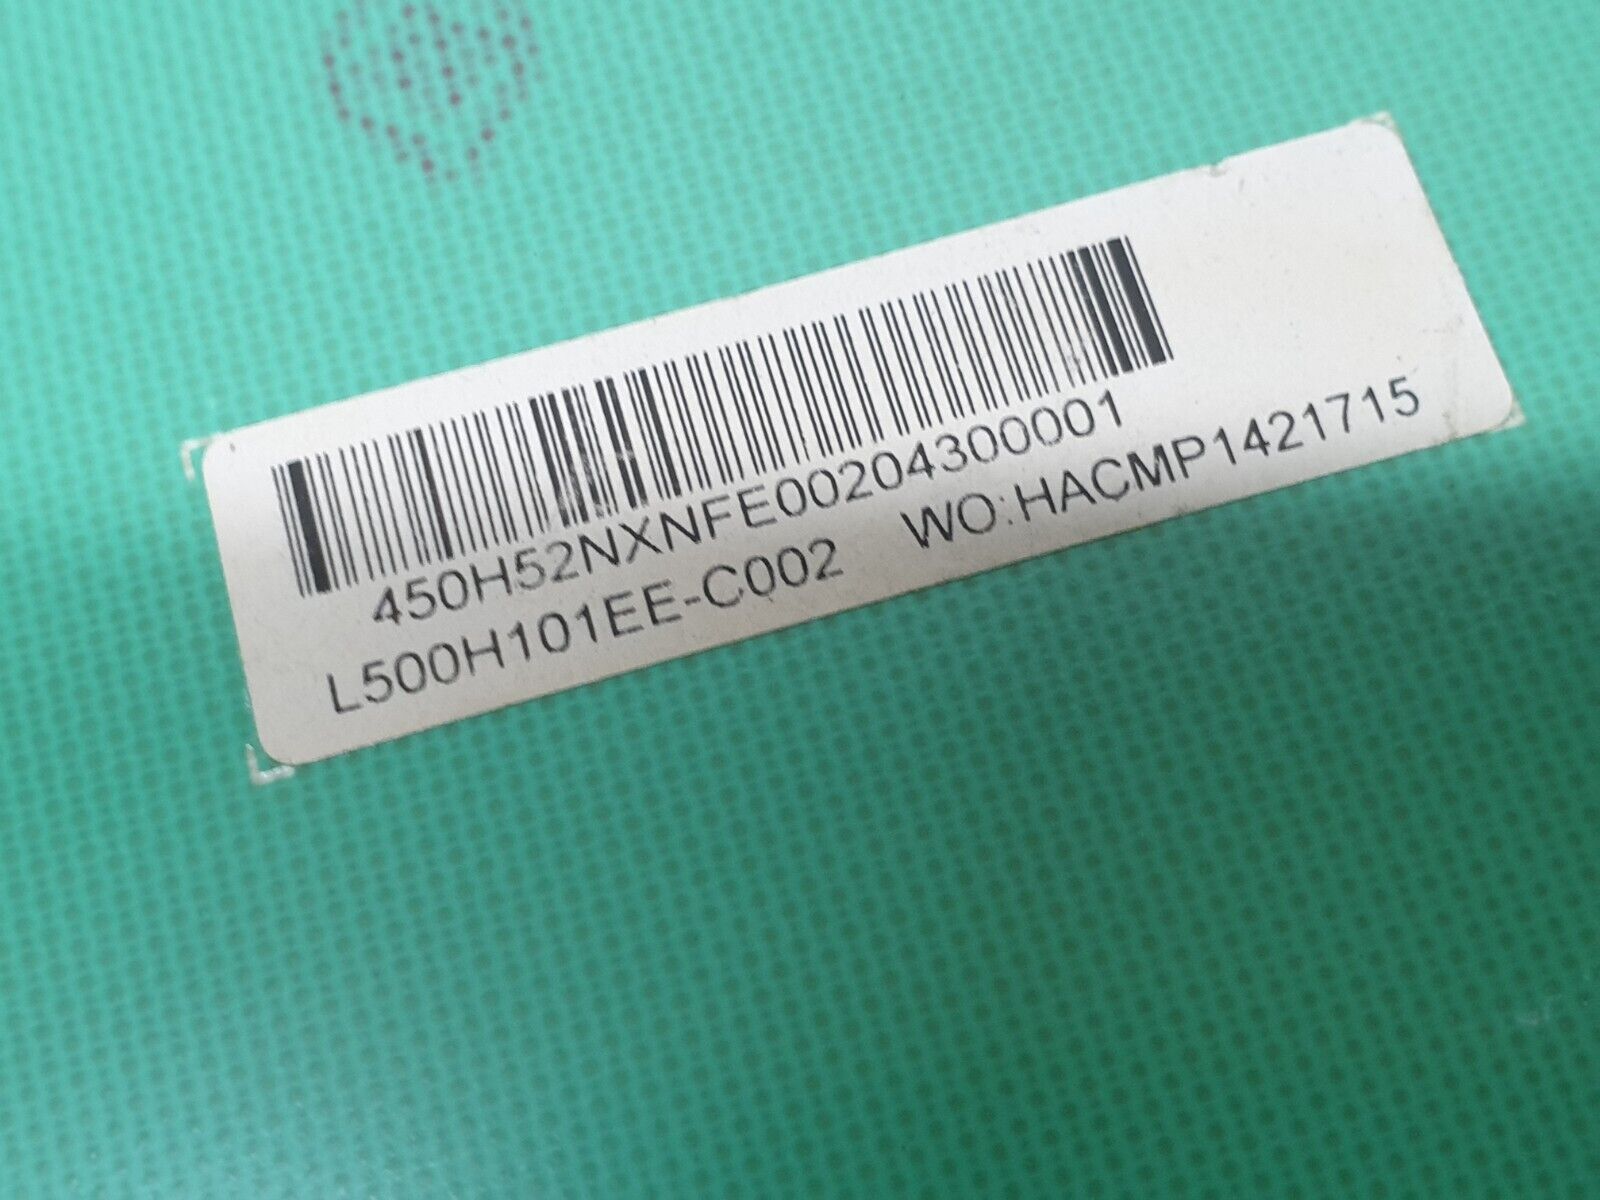 450H52NXNFE00204300001
L500H101EE-C002 WO:HACMP1421715